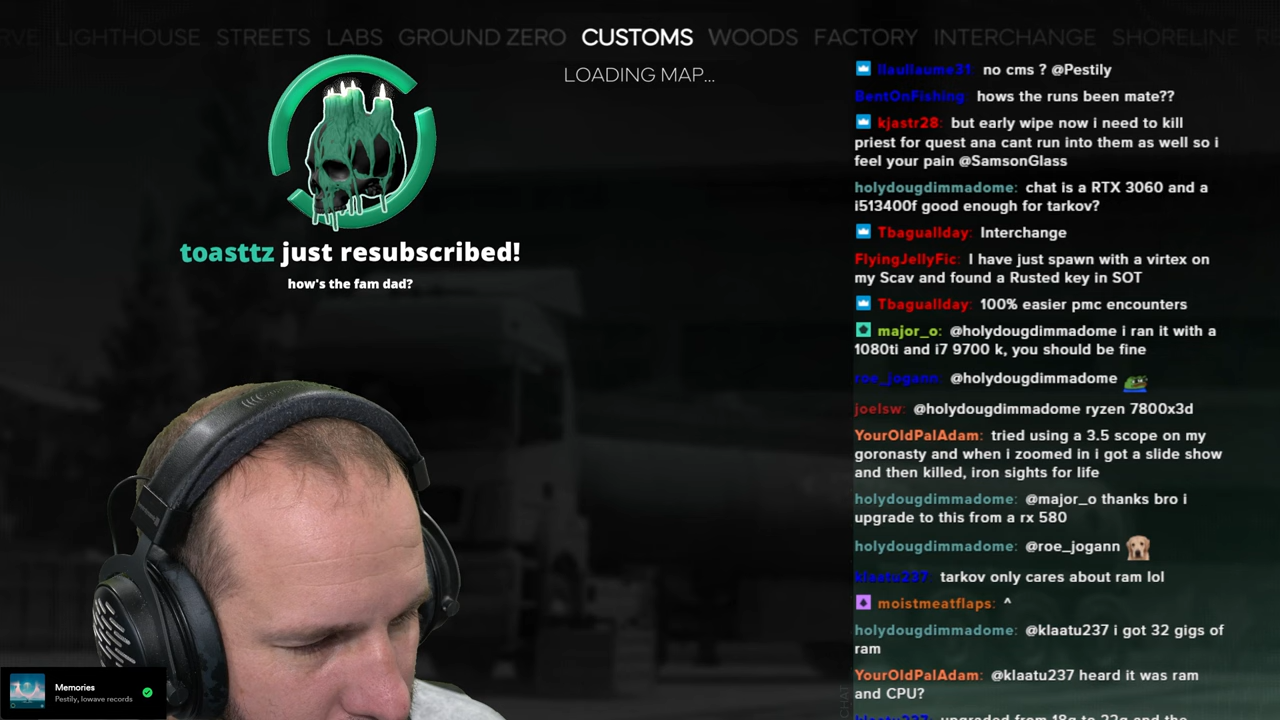 LIGHTHOUSE STREETS LABS GROUND ZERO CUSTOMS WOODS FACTORY INTERCHANGE SHORELINE
LOADING MAP...
toasttz just resubscribed!
how's the fam dad?
no cms ? @Pestily
BentOnFishing: hows the runs been mate??
kjastr28: but early wipe now i need to kill
priest for quest ana cant run into them as well so i
feel your pain @SamsonGlass
holydougdimmadome: chat is a RTX 3060 and a
i513400f good enough for tarkov?
Tbaguallday: Interchange
FlyingJellyFic: I have just spawn with a virtex on
my Scav and found a Rusted key in SOT
Tbaguallday: 100% easier pmc encounters
major_o: @holydougdimmadome i ran it with a
1080ti and i7 9700 k, you should be fine
roe_jogann: @holydougdimmadome
joelsw: @holydougdimmadome ryzen 7800x3d
YourOldPalAdam: tried using a 3.5 scope on my
goronasty and when i zoomed in i got a slide show
and then killed, iron sights for life
holydougdimmadome: @major_o thanks bro i
upgrade to this from a rx 580
holydougdimmadome: @roe_jogann
klaatu237: tarkov only cares about ram lol
moistmeatflaps: ^
holydougdimmadome: @klaatu237 i got 32 gigs of
ram
YourOldPalAdam: @klaatu237 heard it was ram
and CPU?
CHAT
Memories
Pestily, lowave records